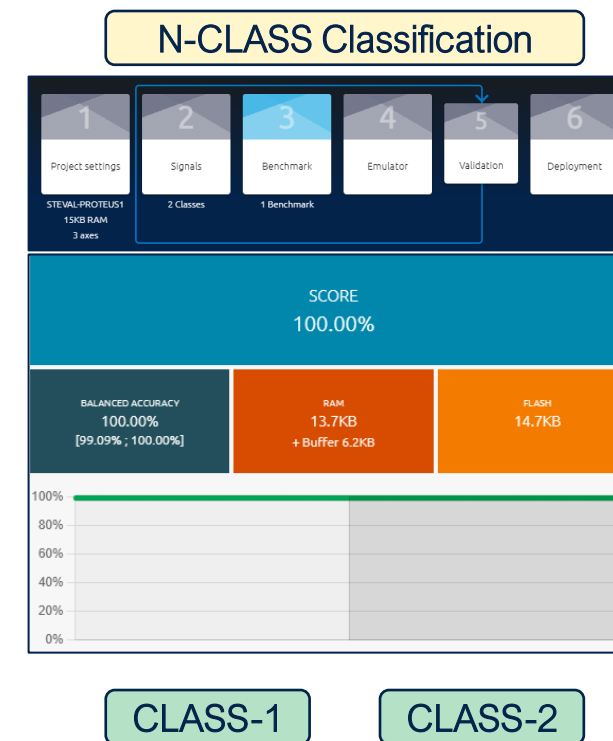 N-CLASS Classification
1 2 3 4 5 6
Project settings Signals Benchmark Emulator Validation Deployment
STEVAL-PROTEUS1 2 Classes 1 Benchmark
15KB RAM
3 axes
SCORE
100.00%
BALANCED ACCURACY RAM FLASH
100.00% 13.7KB 14.7KB
[99.09% ; 100.00%] + Buffer 6.2KB
100%
80%
60%
40%
20%
0%
CLASS-1 CLASS-2